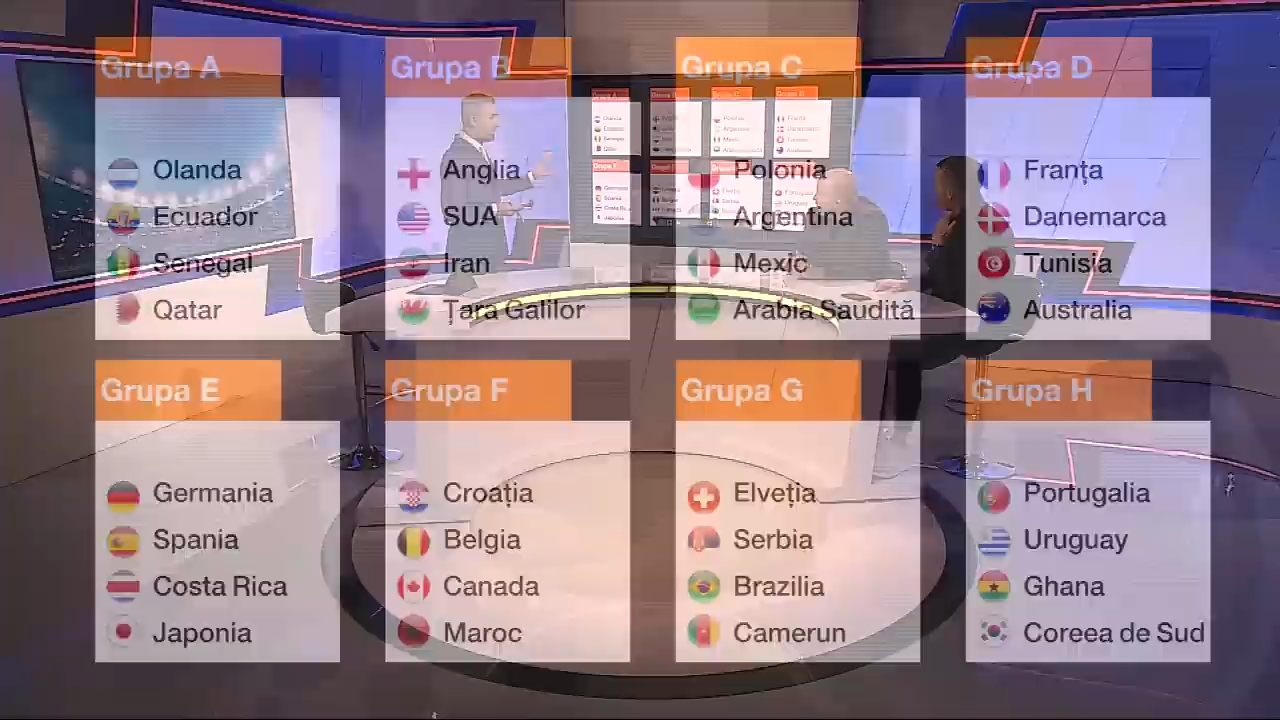 Grupa A
Olanda
Ecuador
Senegal
Qatar
Grupa B
Anglia
SUA
Iran
Țara Galilor
Grupa C
Polonia
Argentina
Mexic
Arabia Saudită
Grupa D
Franța
Danemarca
Tunisia
Australia
Grupa E
Germania
Spania
Costa Rica
Japonia
Grupa F
Croația
Belgia
Canada
Maroc
Grupa G
Elveția
Serbia
Brazilia
Camerun
Grupa H
Portugalia
Uruguay
Ghana
Coreea de Sud